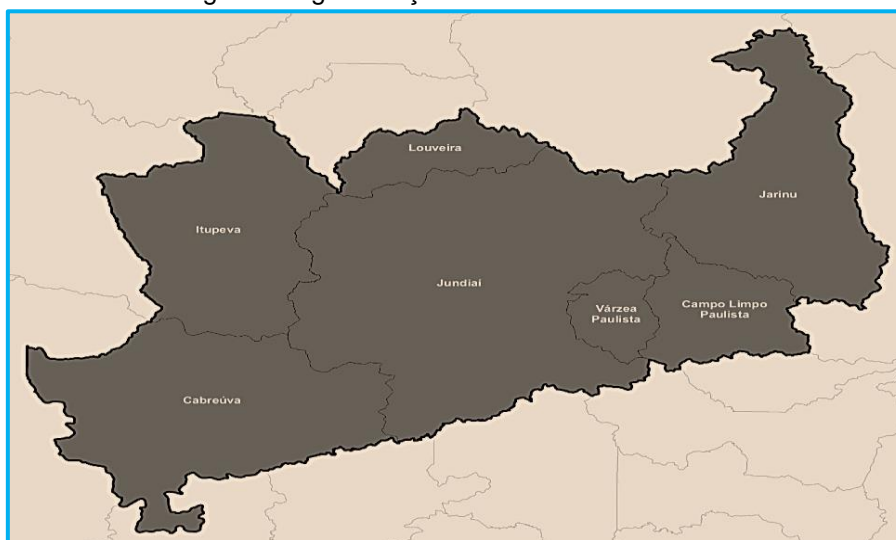 Louveira
Jarinu
Itupeva
Jundiaí
Várzea
Paulista
Campo Limpo
Paulista
Cabreúva